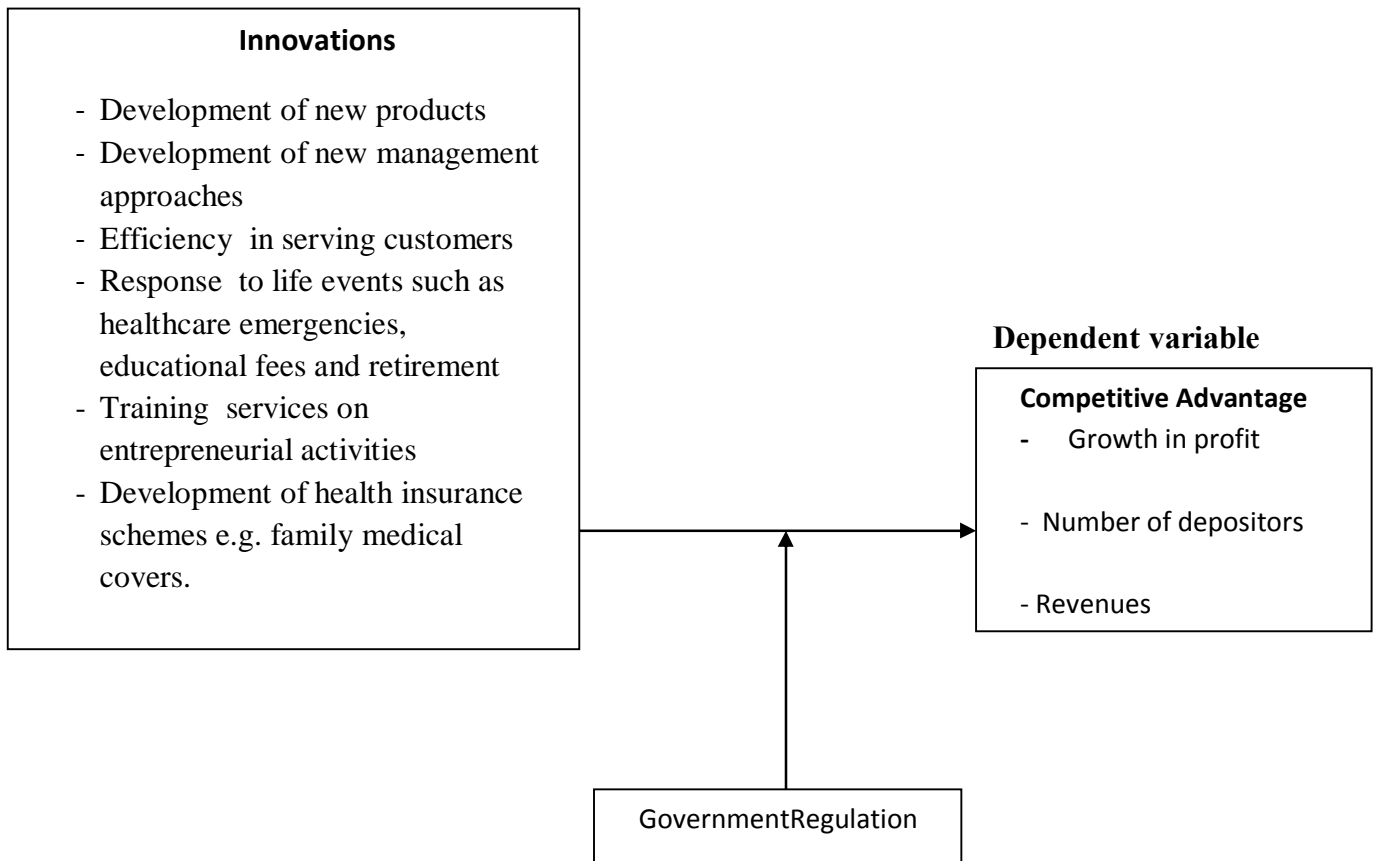 Innovations
- Development of new products
- Development of new management
approaches
- Efficiency in serving customers
- Response to life events such as
healthcare emergencies,
educational fees and retirement
- Training services on
entrepreneurial activities
- Development of health insurance
schemes e.g. family medical
covers.
Dependent variable
Competitive Advantage
- Growth in profit
- Number of depositors
- Revenues
GovernmentRegulation